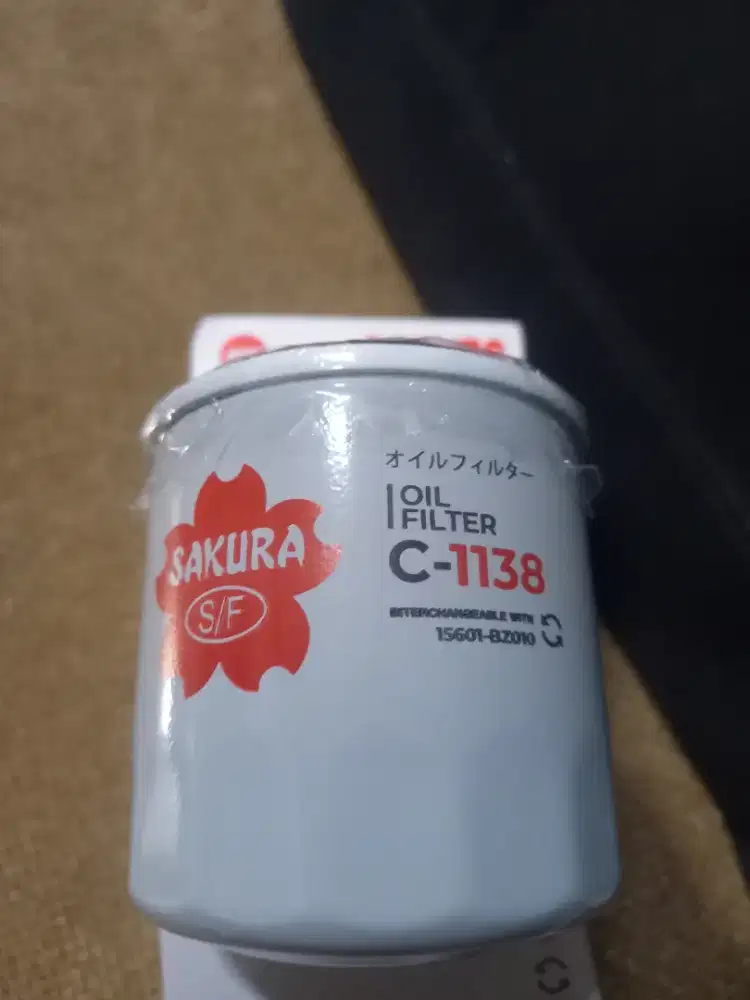 SAKURA
S/F
オイルフィルター
OIL
FILTER
C-1138
INTERCHANGEABLE WITH
15601-BZ010